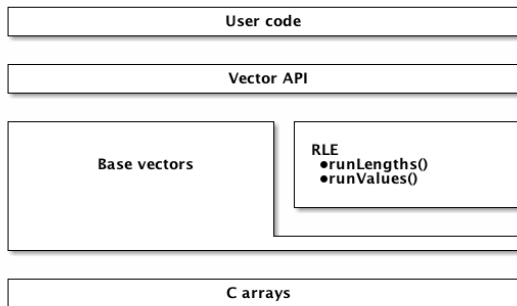 User code
Vector API
Base vectors
RLE
●runLengths()
●runValues()
C arrays